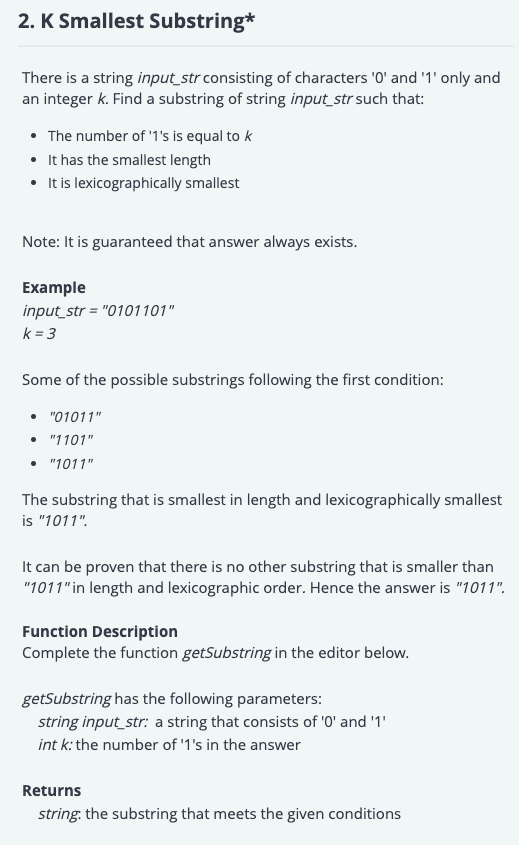 2. K Smallest Substring*
There is a string input_str consisting of characters '0' and '1' only and
an integer k. Find a substring of string input_str such that:
• The number of '1's is equal to k
• It has the smallest length
• It is lexicographically smallest
Note: It is guaranteed that answer always exists.
Example
input_str = "0101101"
k = 3
Some of the possible substrings following the first condition:
• "01011"
• "1101"
• "1011"
The substring that is smallest in length and lexicographically smallest
is "1011".
It can be proven that there is no other substring that is smaller than
"1011" in length and lexicographic order. Hence the answer is "1011".
Function Description
Complete the function getSubstring in the editor below.
getSubstring has the following parameters:
string input_str: a string that consists of '0' and '1'
int k: the number of '1's in the answer
Returns
string: the substring that meets the given conditions